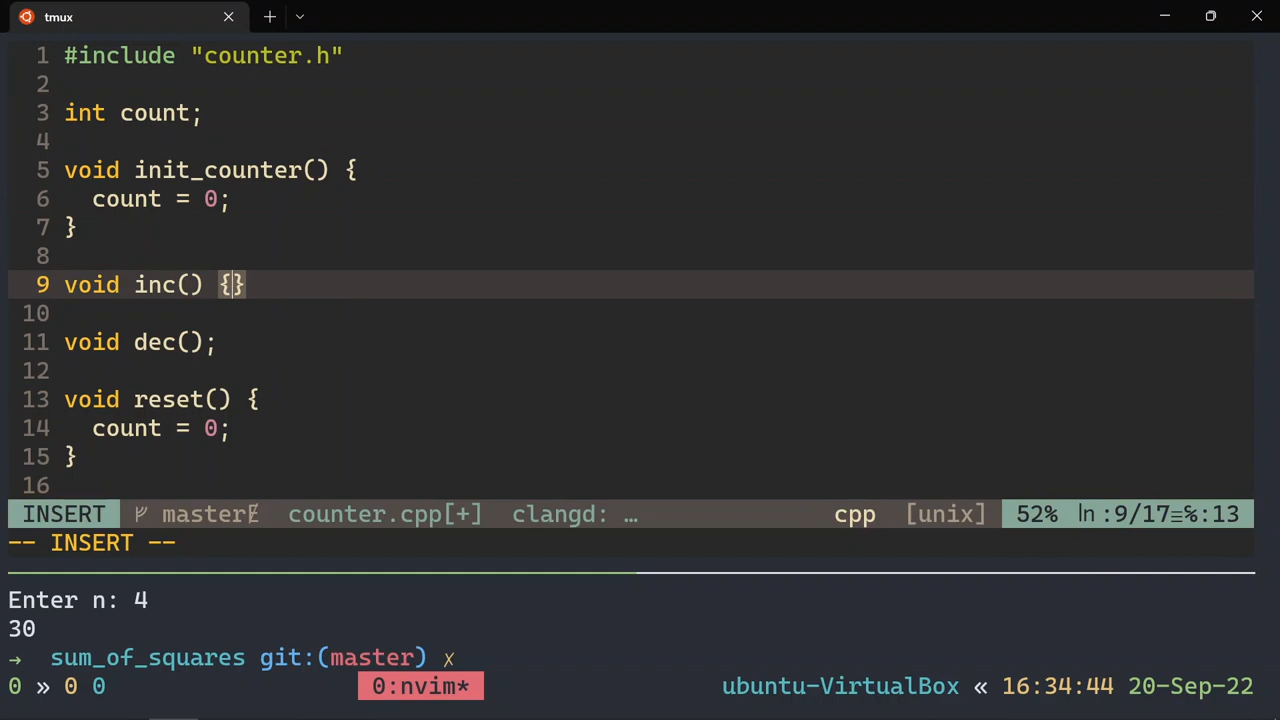 tmux
1 #include "counter.h"
2
3 int count;
4
5 void init_counter() {
6   count = 0;
7 }
8
9 void inc() {}
10
11 void dec();
12
13 void reset() {
14   count = 0;
15 }
16
INSERT master counter.cpp[+] clangd: … cpp [unix] 52% ln :9/17≡℅:13
-- INSERT --
Enter n: 4
30
→ sum_of_squares git:(master) ✗
0 » 0 0 0:nvim* ubuntu-VirtualBox « 16:34:44 20-Sep-22